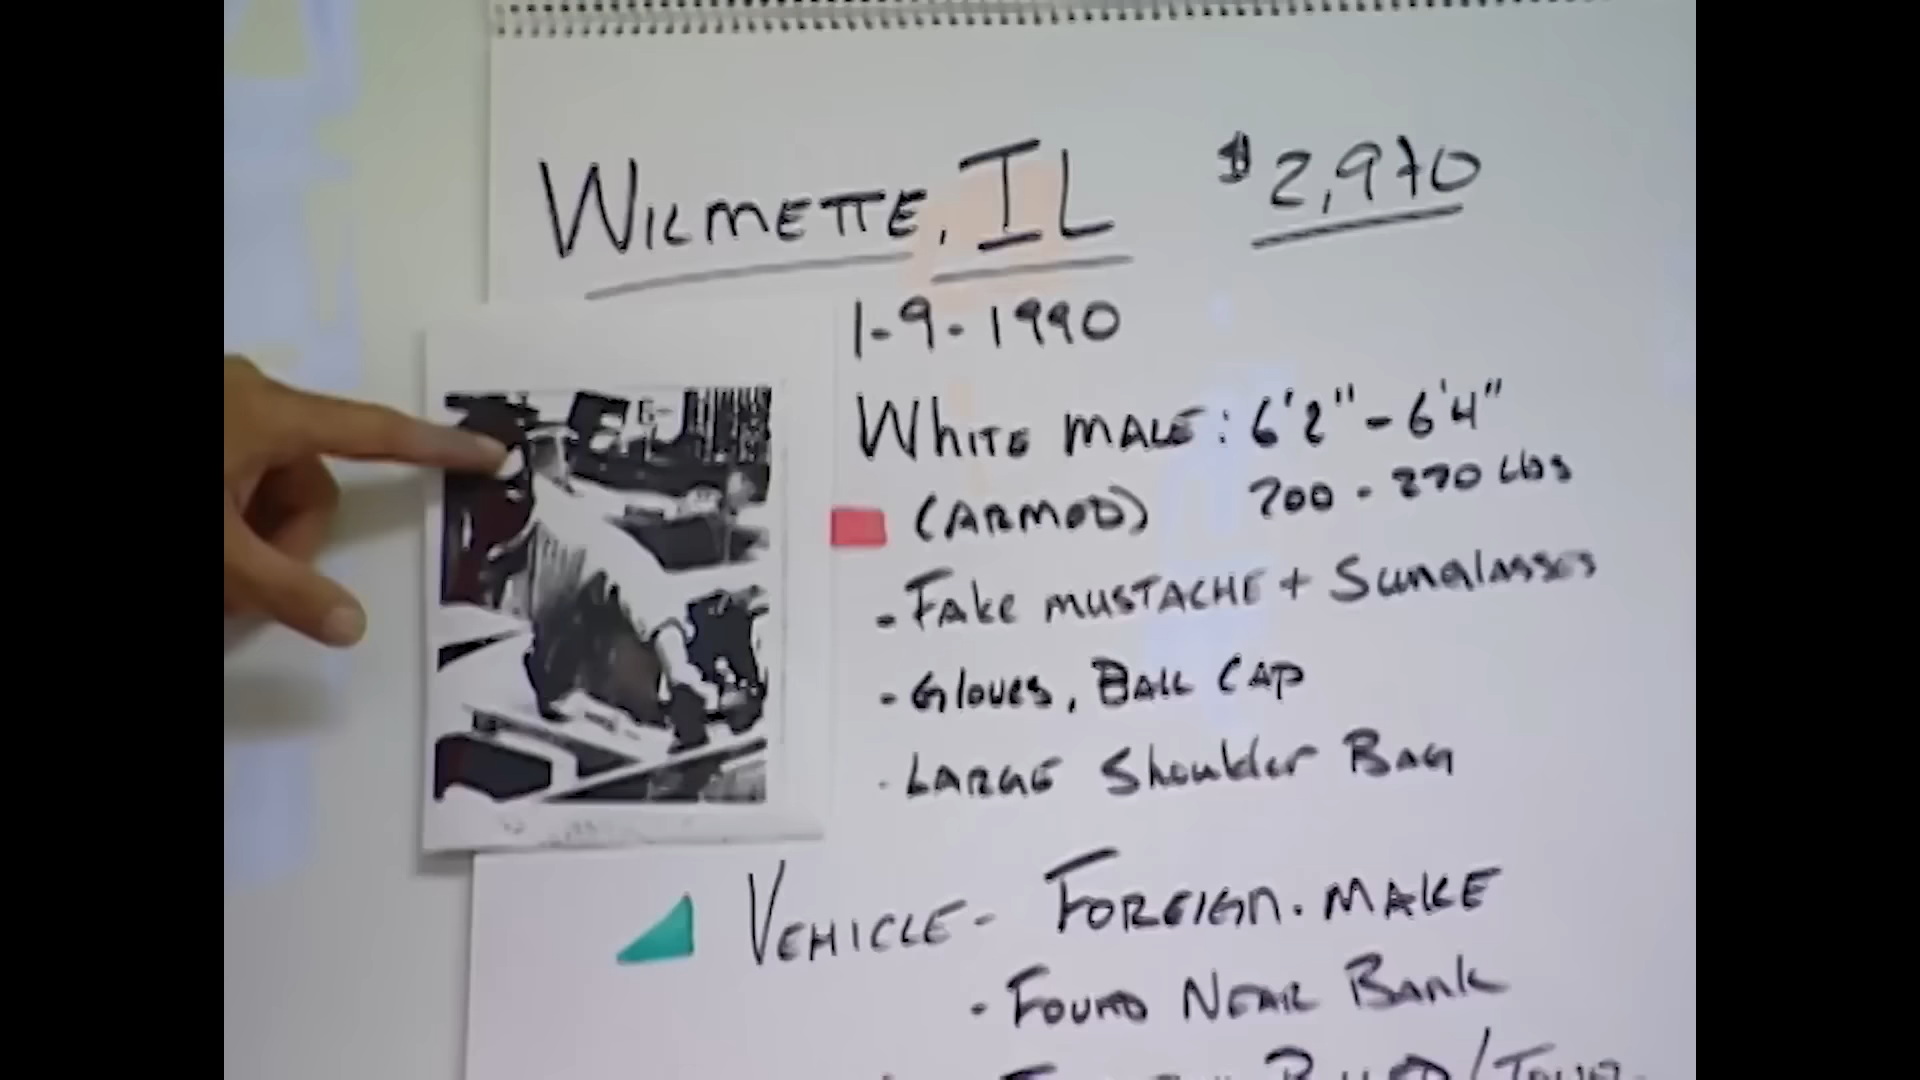 WILMETTE, IL $2,970
1-9-1990
WHITE MALE: 6'2" - 6'4"
(ARMED) 200 - 220 Lbs
- FAke MUSTACHE + SunglASSES
- GlOVES, BALL CAP
- LARGE ShoulDer BAG
VEHICLE - FOREIGN. MAKE
- FOUND NEAR BANk